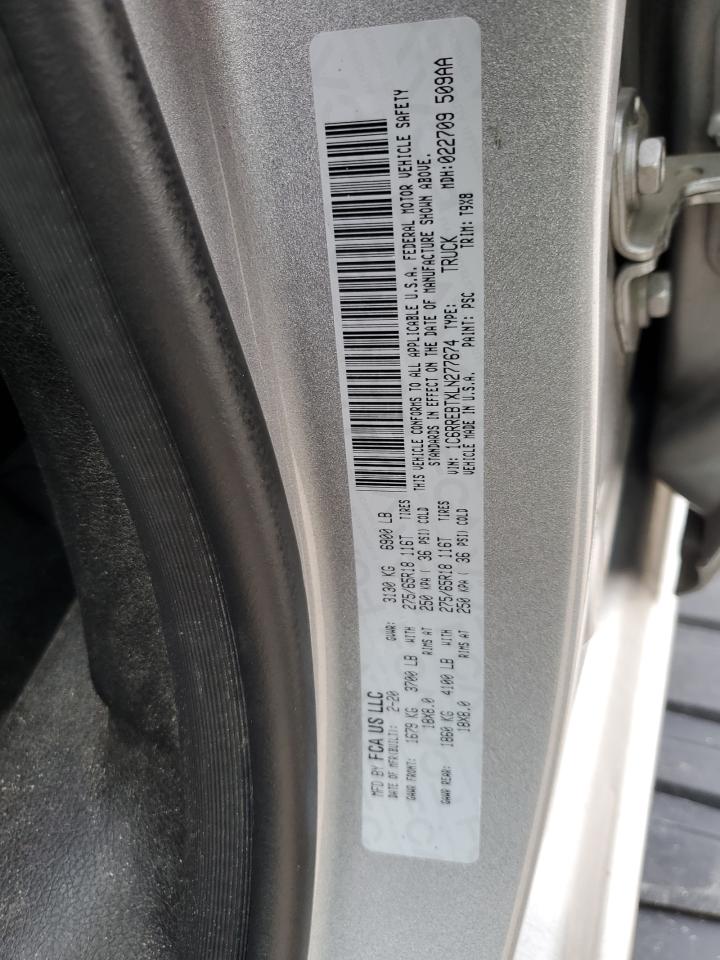 MFD BY FCA US LLC
DATE OF MFR(BUILT): 2-20 GVWR: 3130 KG 6900 LB
GAWR FRONT: 1679 KG 3700 LB WITH 275/65R18 116T TIRES
18X8.0 RIMS AT 250 KPA ( 36 PSI) COLD
GAWR REAR: 1860 KG 4100 LB WITH 275/65R18 116T TIRES
18X8.0 RIMS AT 250 KPA ( 36 PSI) COLD
THIS VEHICLE CONFORMS TO ALL APPLICABLE U.S.A. FEDERAL MOTOR VEHICLE SAFETY
STANDARDS IN EFFECT ON THE DATE OF MANUFACTURE SHOWN ABOVE.
VIN: 1C6RREBTXLN277674 TYPE: TRUCK MDH:022709 509AA
VEHICLE MADE IN U.S.A. PAINT: PSC TRIM: T9X8